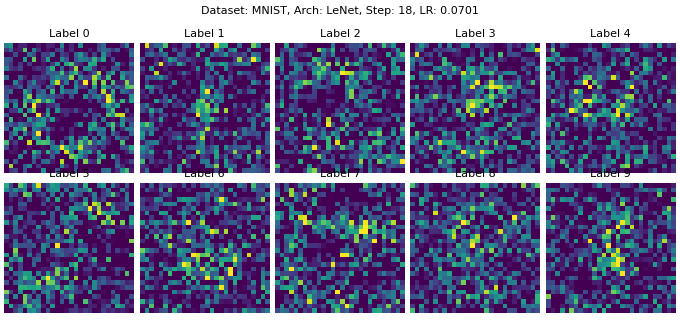 Dataset: MNIST, Arch: LeNet, Step: 18, LR: 0.0701
Label 0 Label 1 Label 2 Label 3 Label 4
Label 5 Label 6 Label 7 Label 8 Label 9